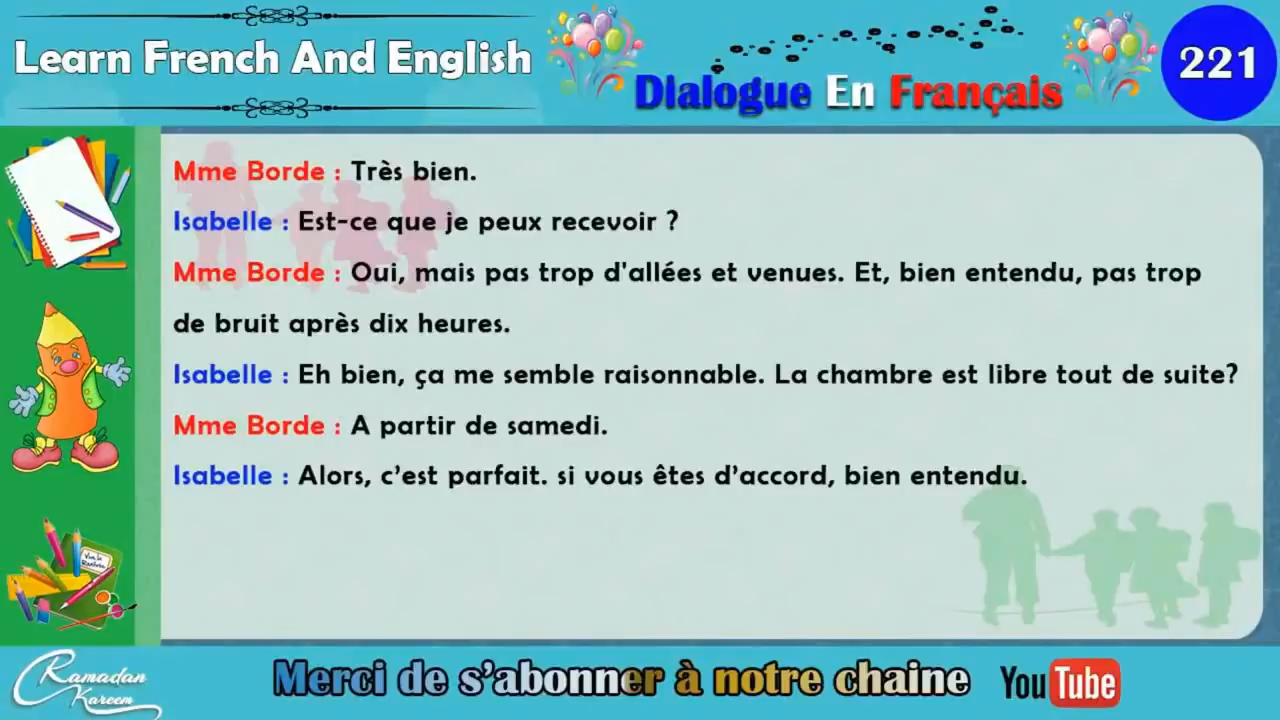 Learn French And English
Dialogue En Français
221
Mme Borde : Très bien.
Isabelle : Est-ce que je peux recevoir ?
Mme Borde : Oui, mais pas trop d'allées et venues. Et, bien entendu, pas trop
de bruit après dix heures.
Isabelle : Eh bien, ça me semble raisonnable. La chambre est libre tout de suite?
Mme Borde : A partir de samedi.
Isabelle : Alors, c’est parfait. si vous êtes d’accord, bien entendu.
Vive la
Rentrée
Ramadan
Kareem
Merci de s’abonner à notre chaine
YouTube